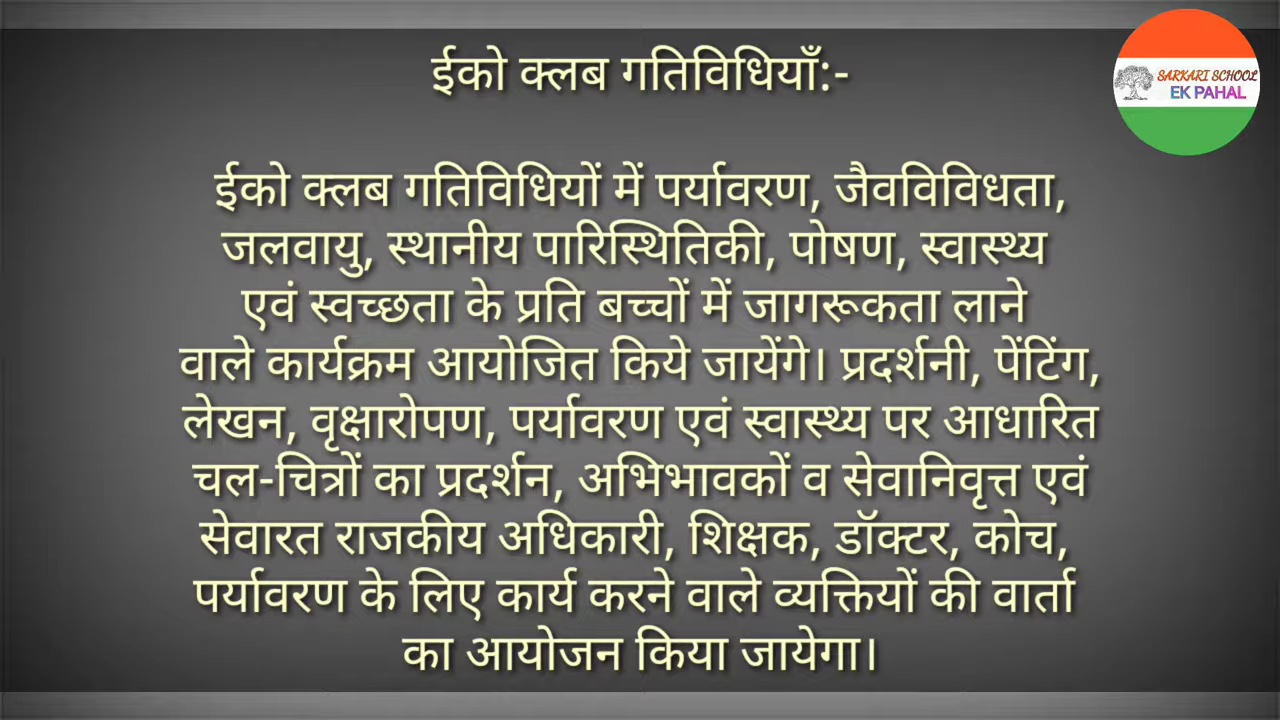 ईको क्लब गतिविधियाँ:-
SARKARI SCHOOL
EK PAHAL
ईको क्लब गतिविधियों में पर्यावरण, जैवविविधता,
जलवायु, स्थानीय पारिस्थितिकी, पोषण, स्वास्थ्य
एवं स्वच्छता के प्रति बच्चों में जागरूकता लाने
वाले कार्यक्रम आयोजित किये जायेंगे। प्रदर्शनी, पेंटिंग,
लेखन, वृक्षारोपण, पर्यावरण एवं स्वास्थ्य पर आधारित
चल-चित्रों का प्रदर्शन, अभिभावकों व सेवानिवृत्त एवं
सेवारत राजकीय अधिकारी, शिक्षक, डॉक्टर, कोच,
पर्यावरण के लिए कार्य करने वाले व्यक्तियों की वार्ता
का आयोजन किया जायेगा।